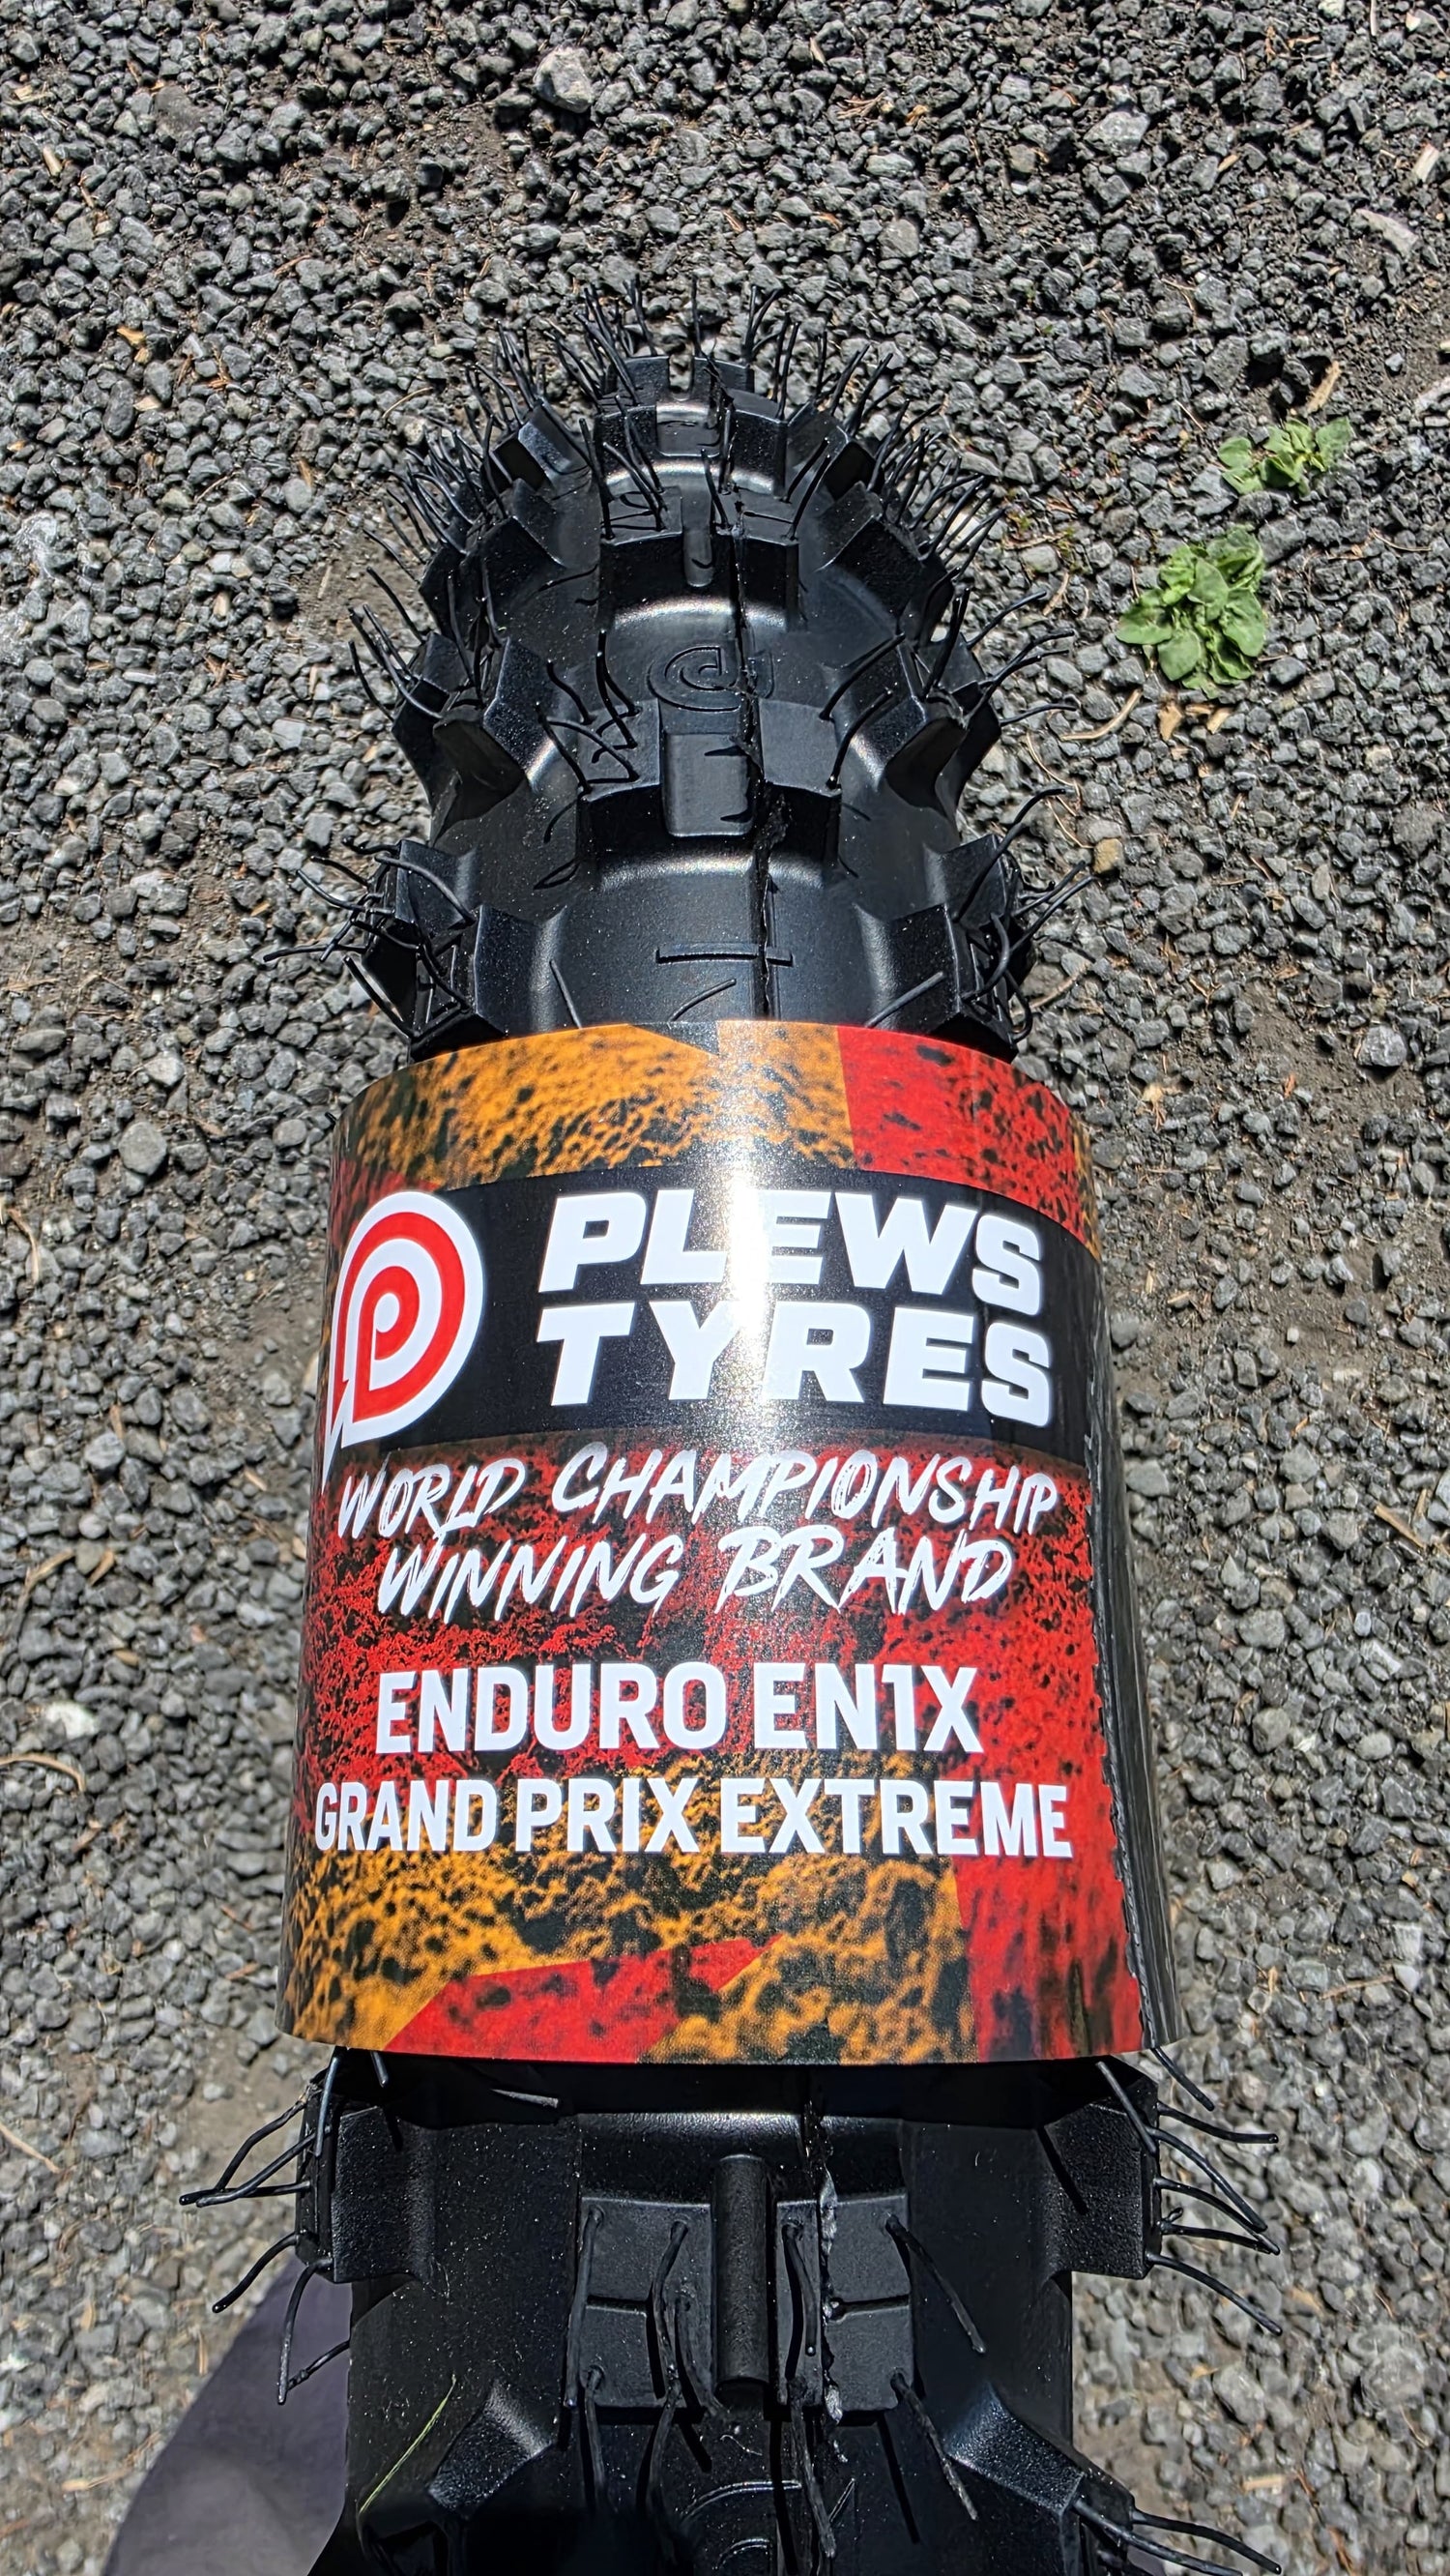 PLEWS
TYRES
WORLD CHAMPIONSHIP
WINNING BRAND
ENDURO EN1X
GRAND PRIX EXTREME